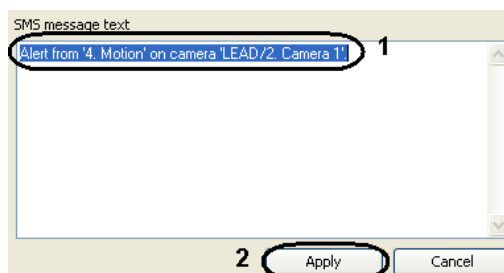 SMS message text
Alert from '4. Motion' on camera 'LEAD/2. Camera 1'.
1
2
Apply
Cancel